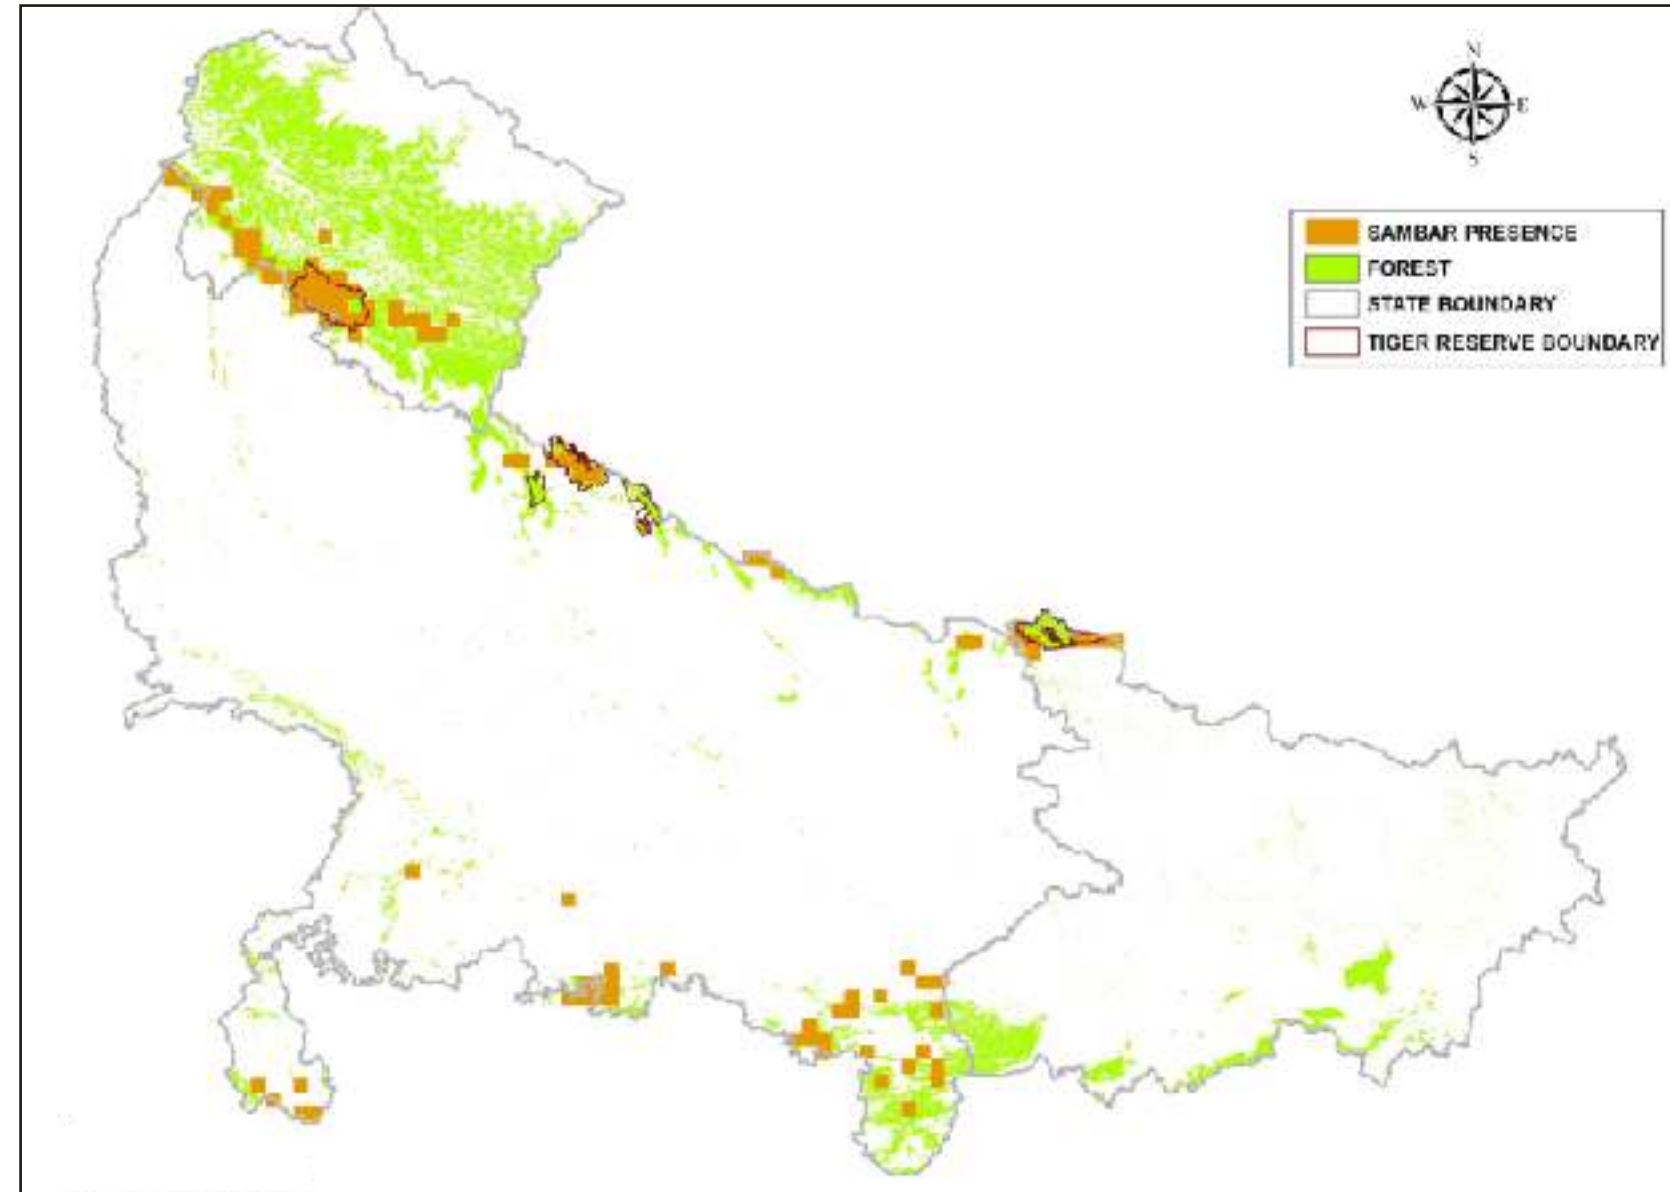 N
W E
S
SAMBAR PRESENCE
FOREST
STATE BOUNDARY
TIGER RESERVE BOUNDARY